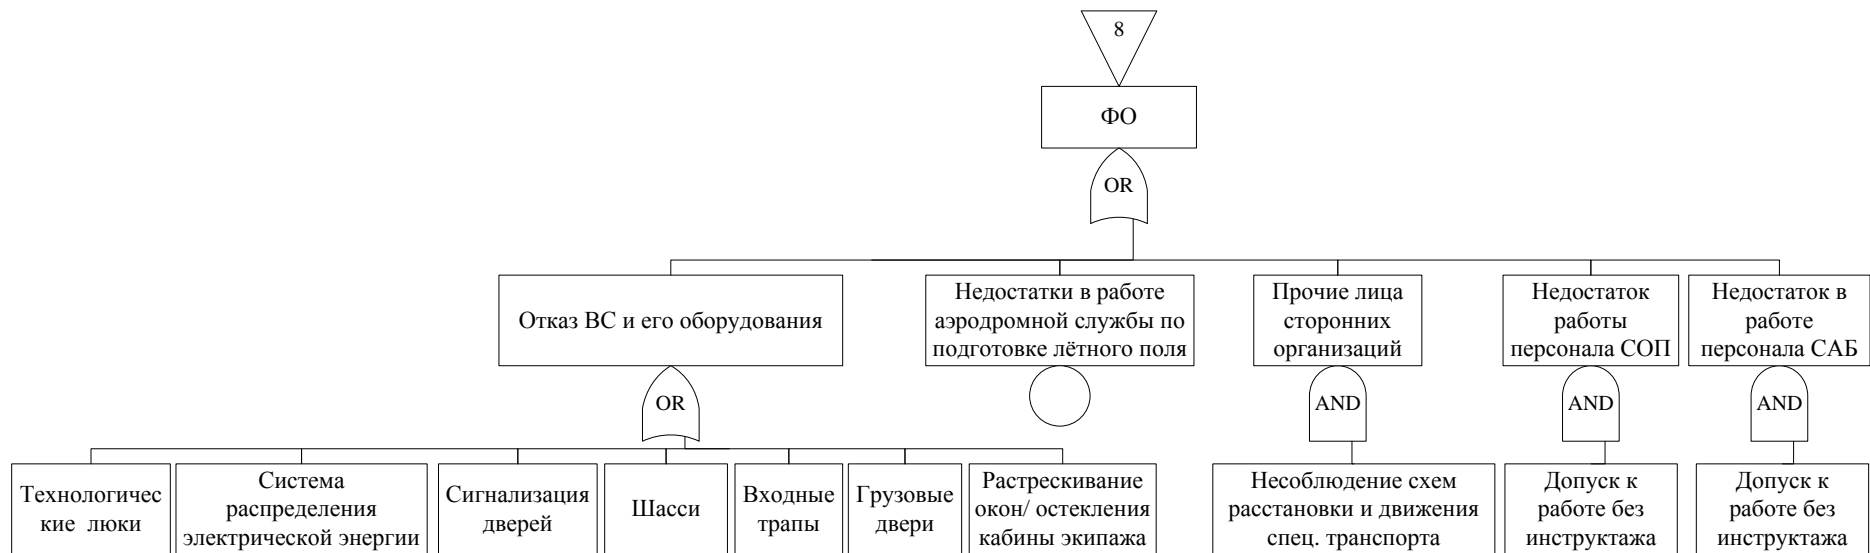 8
ФО
OR
Отказ ВС и его оборудования
Недостатки в работе
аэродромной службы по
подготовке лётного поля
Прочие лица
сторонних
организаций
Недостаток
работы
персонала СОП
Недостаток в
работе
персонала САБ
OR
AND
AND
AND
Технологичес
кие люки
Система
распределения
электрической энергии
Сигнализация
дверей
Шасси
Входные
трапы
Грузовые
двери
Растрескивание
окон/ остекления
кабины экипажа
Несоблюдение схем
расстановки и движения
спец. транспорта
Допуск к
работе без
инструктажа
Допуск к
работе без
инструктажа